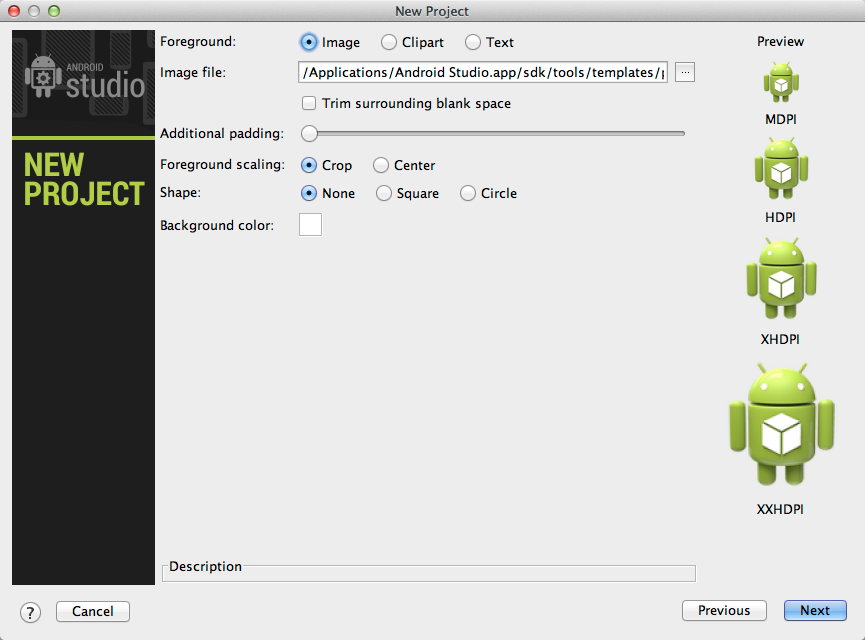 New Project
ANDROID
studio
NEW
PROJECT
Foreground: Image Clipart Text
Image file: /Applications/Android Studio.app/sdk/tools/templates/ ...
Trim surrounding blank space
Additional padding:
Foreground scaling: Crop Center
Shape: None Square Circle
Background color:
Preview
MDPI
HDPI
XHDPI
XXHDPI
Description
? Cancel Previous Next